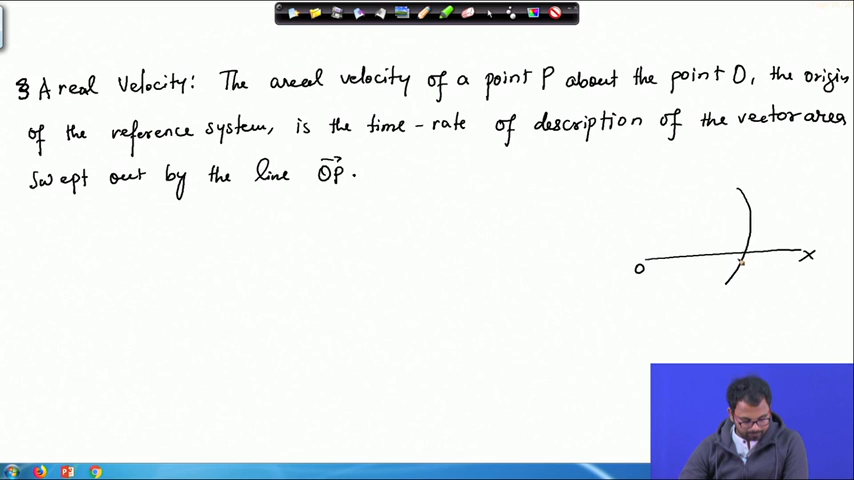 § Areal Velocity: The areal velocity of a point P about the point O, the origin
of the reference system, is the time-rate of description of the vector area
swept out by the line OP.
O X